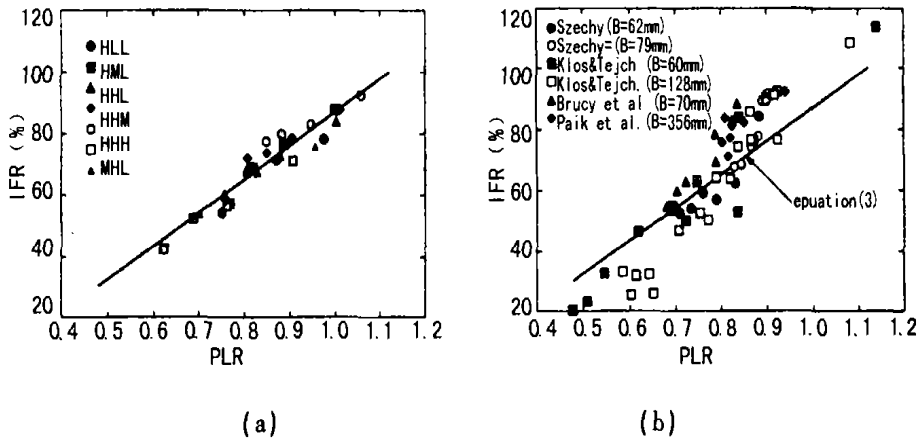 120
100
80
60
40
20
IFR (%)
HLL
HML
HHL
HHM
HHH
MHL
0.4 0.5 0.6 0.7 0.8 0.9 1.0 1.1 1.2
PLR
(a)
120
100
80
60
40
20
IFR (%)
Szechy(B=62mm)
Szechy=(B=79mm)
Klos&Tejch (B=60mm)
Klos&Tejch. (B=128mm)
Brucy et al (B=70mm)
Paik et al. (B=356mm)
epuation(3)
0.4 0.5 0.6 0.7 0.8 0.9 1.0 1.1 1.2
PLR
(b)